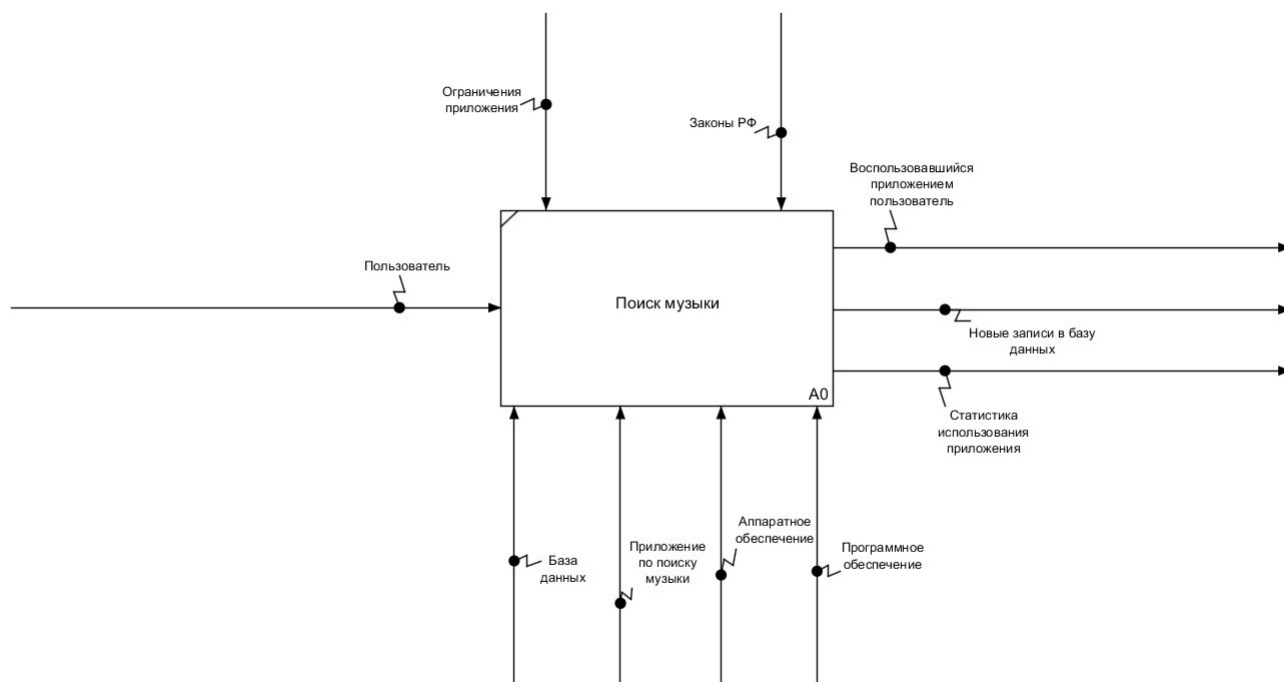 Ограничения
приложения
Законы РФ
Воспользовавшийся
приложением
пользователь
Пользователь
Поиск музыки
Новые записи в базу
данных
A0
Статистика
использования
приложения
Аппаратное
обеспечение
База
данных
Приложение
по поиску
музыки
Программное
обеспечение